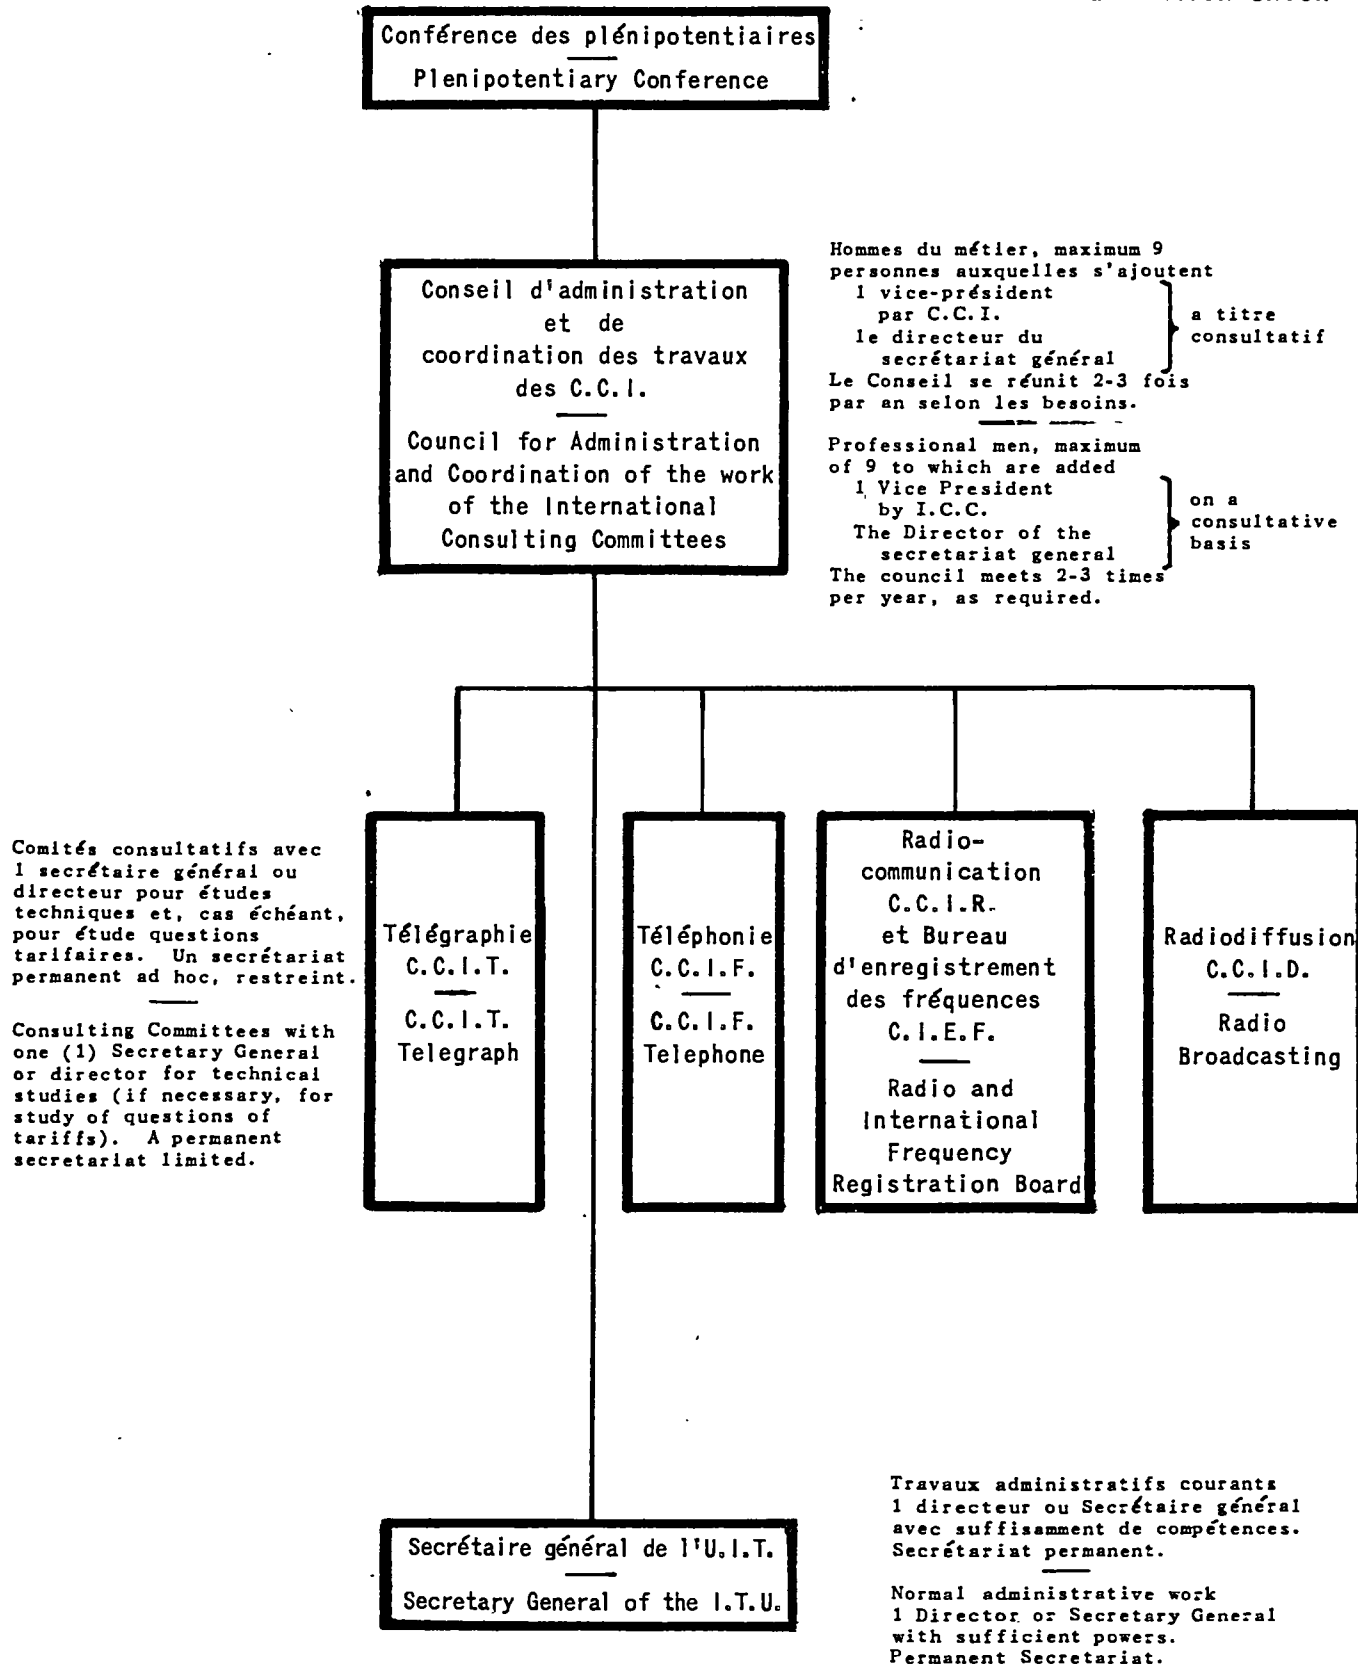 Conférence des plénipotentiaires
Plenipotentiary Conference
Conseil d'administration
et de
coordination des travaux
des C.C.I.
Council for Administration
and Coordination of the work
of the International
Consulting Committees
Hommes du métier, maximum 9
personnes auxquelles s'ajoutent
1 vice-président
par C.C.I.
le directeur du
secrétariat général
a titre
consultatif
Le Conseil se réunit 2-3 fois
par an selon les besoins.
Professional men, maximum
of 9 to which are added
1 Vice President
by I.C.C.
The Director of the
secretariat general
on a
consultative
basis
The council meets 2-3 times
per year, as required.
Comités consultatifs avec
1 secrétaire général ou
directeur pour études
techniques et, cas échéant,
pour étude questions
tarifaires. Un secrétariat
permanent ad hoc, restreint.
Consulting Committees with
one (1) Secretary General
or director for technical
studies (if necessary, for
study of questions of
tariffs). A permanent
secretariat limited.
Télégraphie
C.C.I.T.
C.C.I.T.
Telegraph
Téléphonie
C.C.I.F.
C.C.I.F.
Telephone
Radio-
communication
C.C.I.R.
et Bureau
d'enregistrement
des fréquences
C.I.E.F.
Radio and
International
Frequency
Registration Board
Radiodiffusion
C.C.I.D.
Radio
Broadcasting
Secrétaire général de l'U.I.T.
Secretary General of the I.T.U.
Travaux administratifs courants
1 directeur ou Secrétaire général
avec suffisamment de compétences.
Secrétariat permanent.
Normal administrative work
1 Director or Secretary General
with sufficient powers.
Permanent Secretariat.